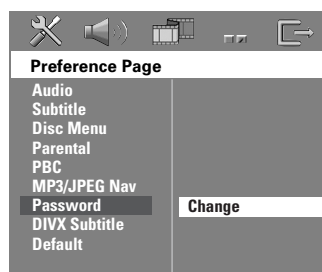 Preference Page
Audio
Subtitle
Disc Menu
Parental
PBC
MP3/JPEG Nav
Password
Change
DIVX Subtitle
Default